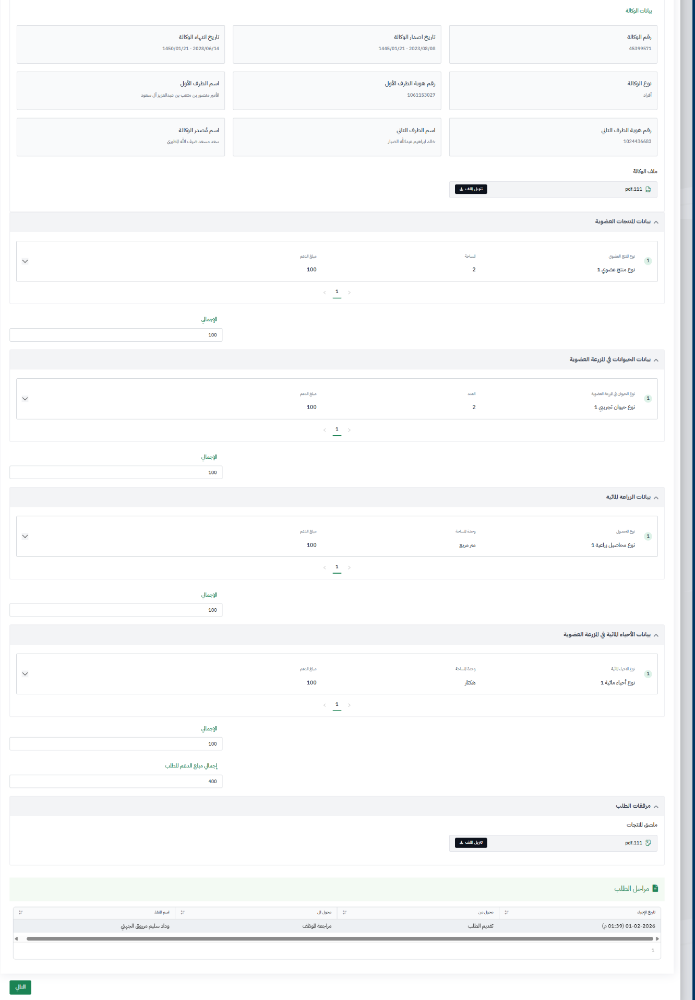 بيانات الوكالة
رقم الوكالة
45399571
تاريخ اصدار الوكالة
1445/01/21 - 2023/08/08
تاريخ انتهاء الوكالة
1450/01/21 - 2028/06/14
نوع الوكالة
أفراد
رقم هوية الطرف الأول
1061153027
اسم الطرف الأول
الأمير منصور بن متعب بن عبدالعزيز آل سعود
رقم هوية الطرف الثاني
1024436683
اسم الطرف الثاني
خالد ابراهيم عبدالله الصبار
اسم مُصدر الوكالة
سعد مسعد ضيف الله المطيري
ملف الوكالة
111.pdf
تنزيل الملف
بيانات المنتجات العضوية
1
نوع المنتج العضوي
نوع منتج عضوي 1
المساحة
2
مبلغ الدعم
100
1
الإجمالي
100
بيانات الحيوانات في المزرعة العضوية
1
نوع الحيوان في المزرعة العضوية
نوع حيوان تجريبي 1
العدد
2
مبلغ الدعم
100
1
الإجمالي
100
بيانات الزراعة المائية
1
نوع المحصول
نوع محاصيل زراعية 1
وحدة المساحة
متر مربع
مبلغ الدعم
100
1
الإجمالي
100
بيانات الأحياء المائية في المزرعة العضوية
1
نوع الاحياء المائية
نوع أحياء مائية 1
وحدة المساحة
هكتار
مبلغ الدعم
100
1
الإجمالي
100
إجمالي مبلغ الدعم للطلب
400
مرفقات الطلب
ملصق المنتجات
111.pdf
تنزيل الملف
مراحل الطلب
تاريخ الإجراء محول من محول الى اسم المنفذ
01-02-2026 (01:39 م) تقديم الطلب مراجعة الموظف وداد سليم مرزوق الجهني
1
التالي